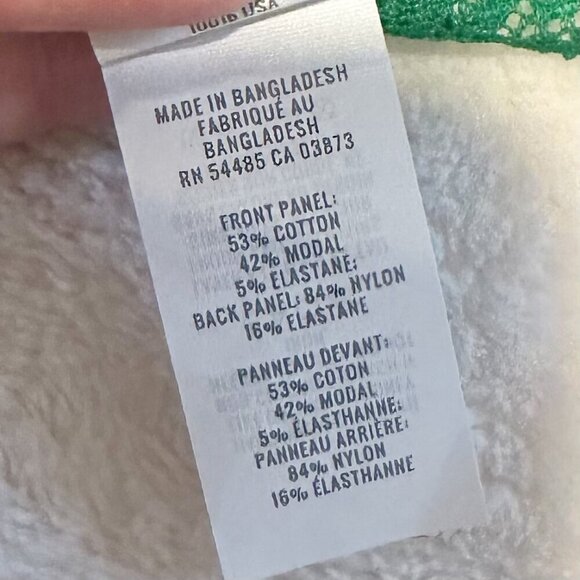 USA
MADE IN BANGLADESH
FABRIQUÉ AU
BANGLADESH
RN 54485 CA 03873
FRONT PANEL:
53% COTTON
42% MODAL
5% ELASTANE;
BACK PANEL: 84% NYLON
16% ELASTANE
PANNEAU DEVANT:
53% COTON
42% MODAL
5% ÉLASTHANNE;
PANNEAU ARRIÈRE:
84% NYLON
16% ÉLASTHANNE